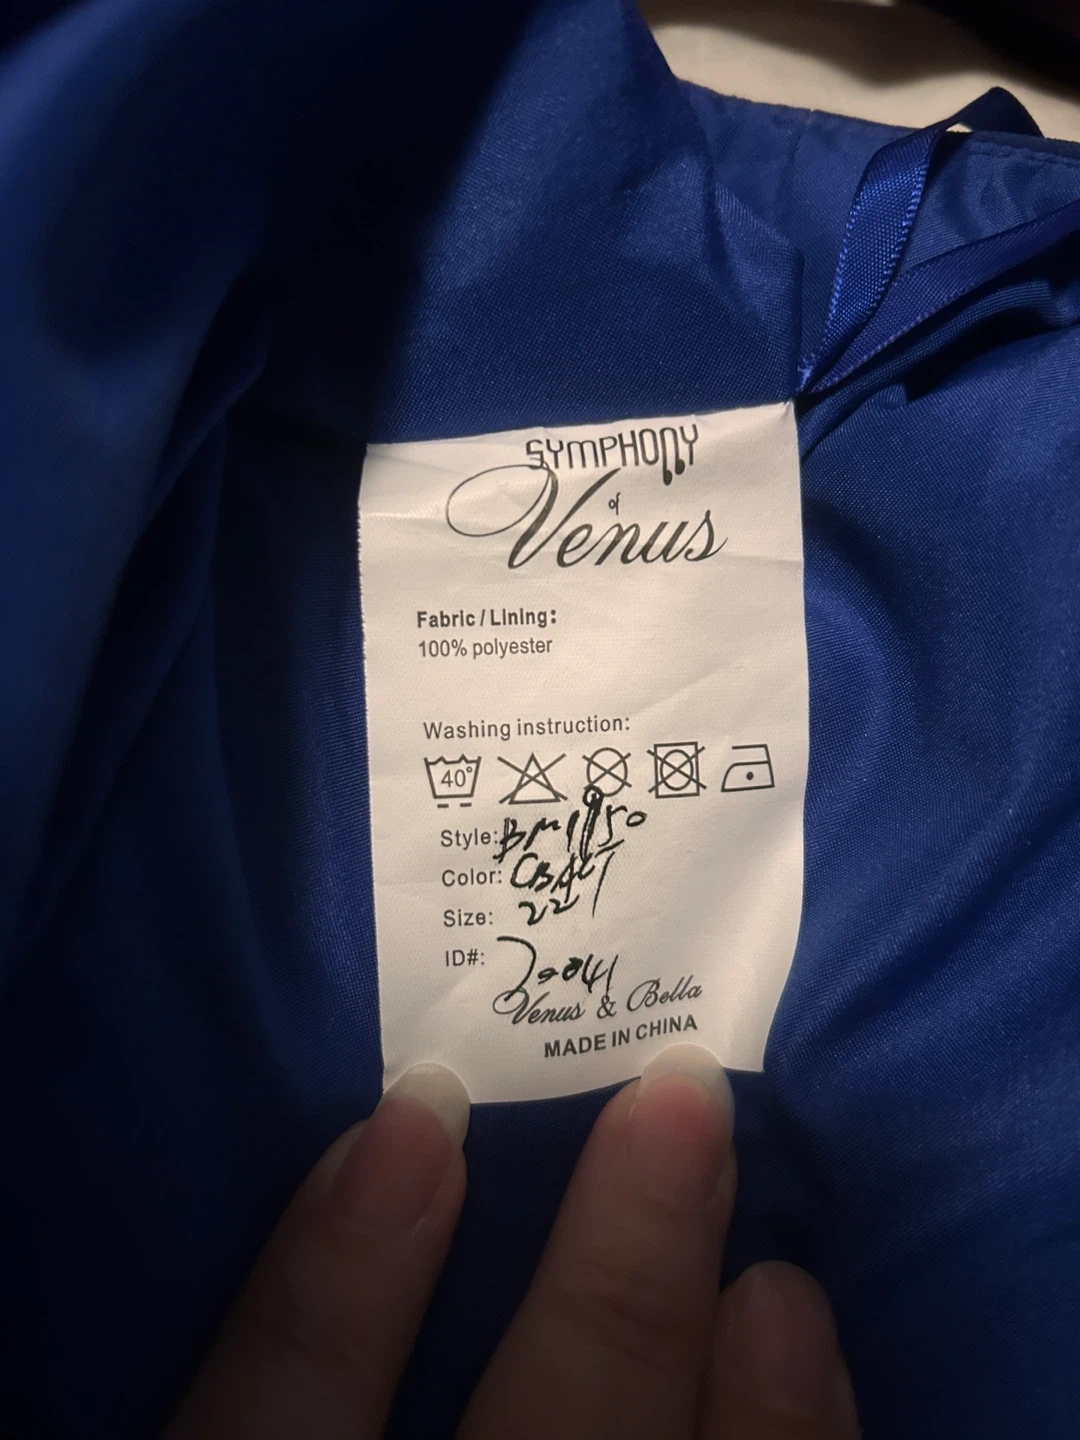 SYMPHONY
of
Venus
Fabric / Lining:
100% polyester
Washing instruction:
40°
Style:
Color:
Size: 22
ID#:
Venus & Bella
MADE IN CHINA